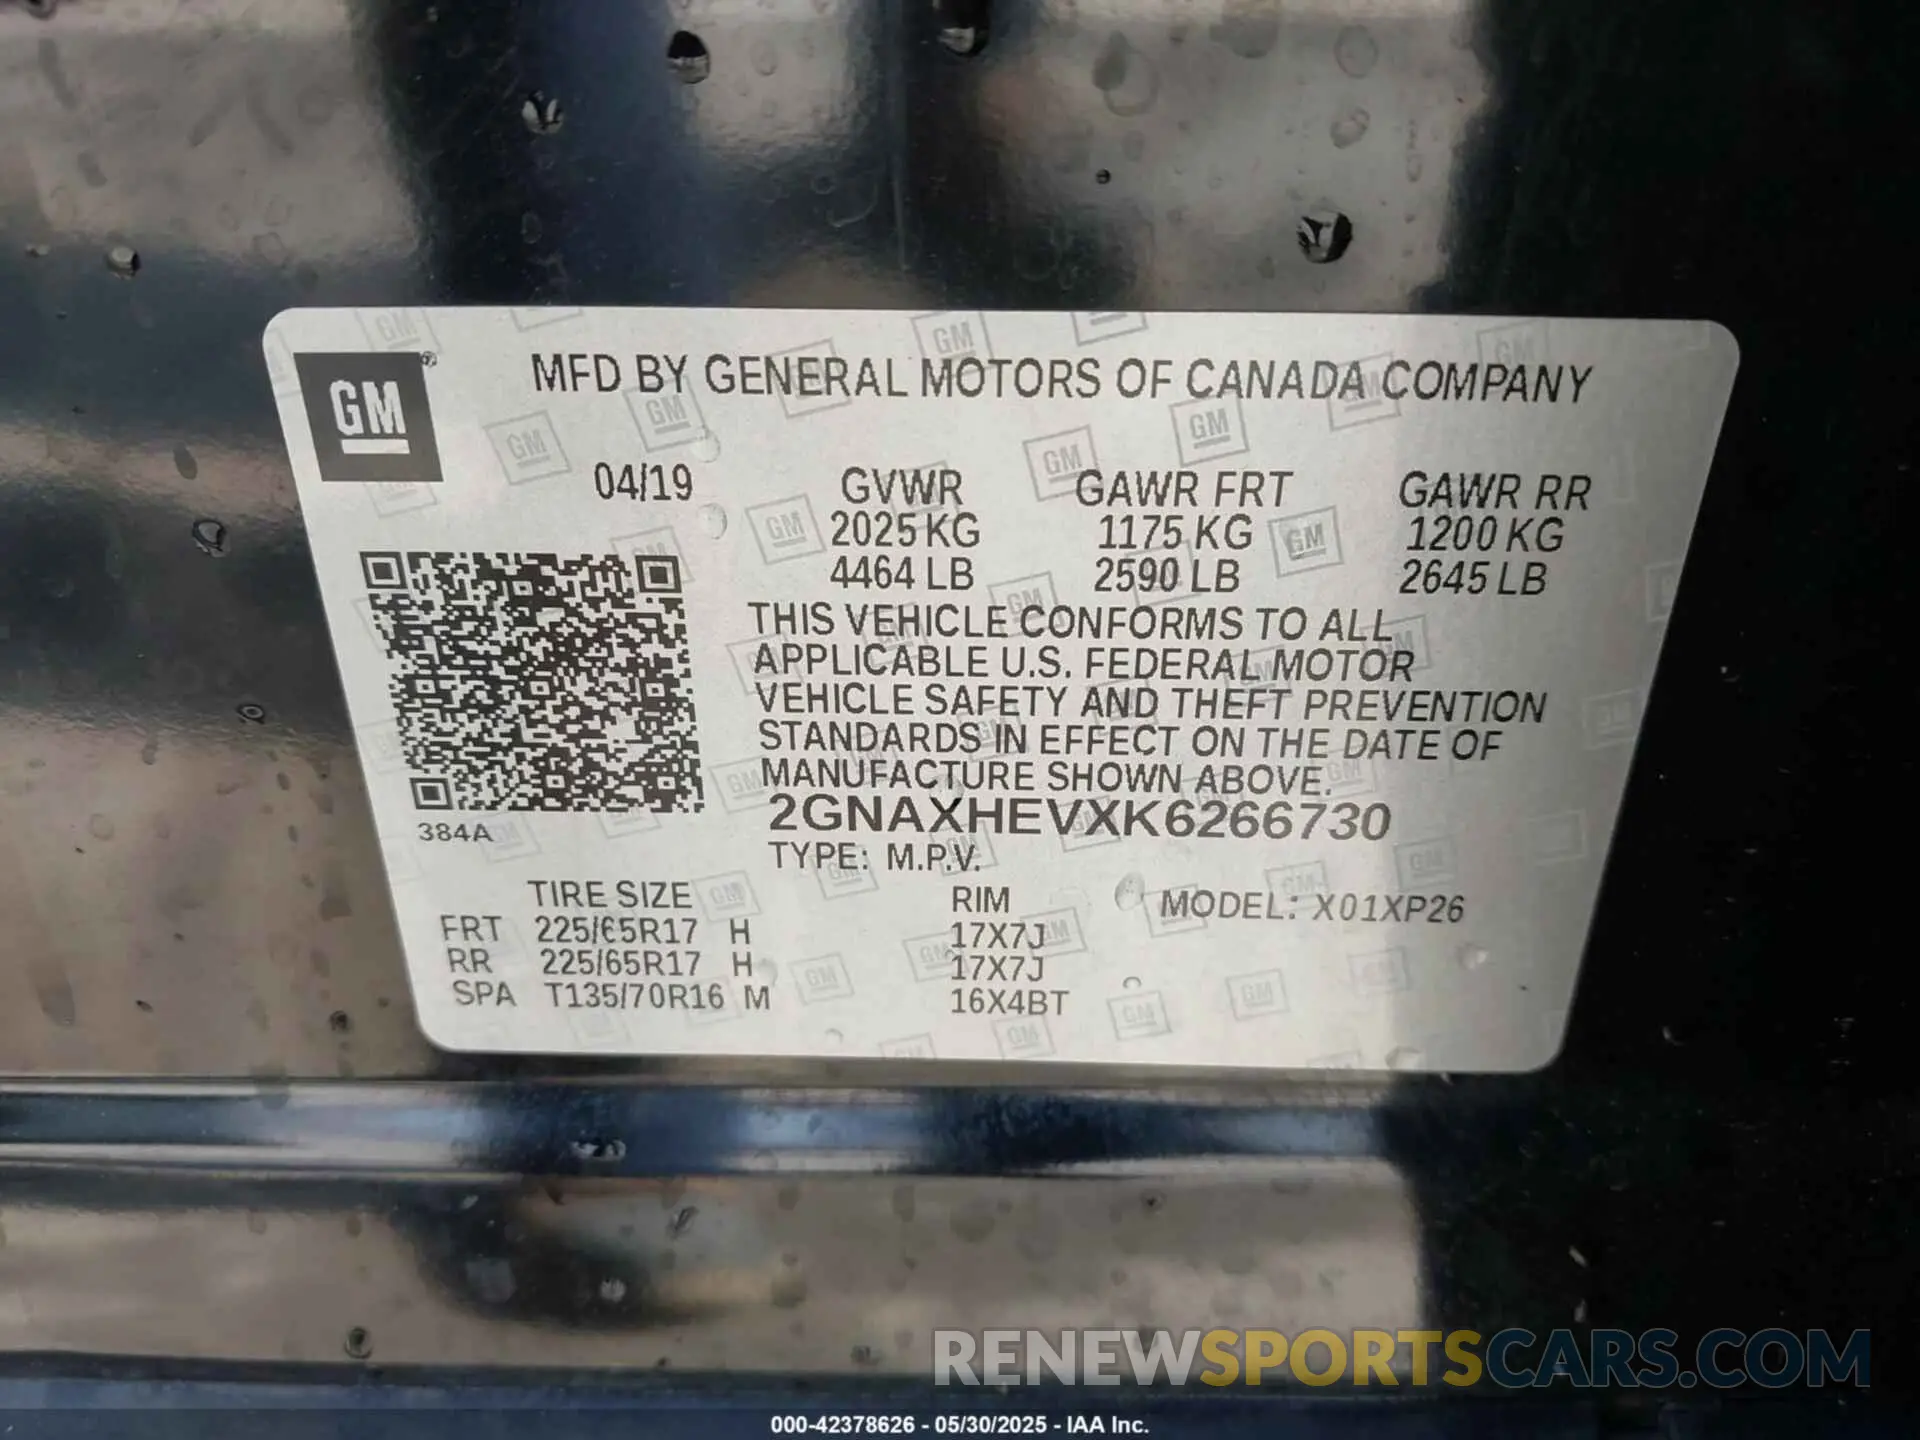 GM ®
MFD BY GENERAL MOTORS OF CANADA COMPANY
04/19 GVWR GAWR FRT GAWR RR
2025 KG 1175 KG 1200 KG
4464 LB 2590 LB 2645 LB
THIS VEHICLE CONFORMS TO ALL
APPLICABLE U.S. FEDERAL MOTOR
VEHICLE SAFETY AND THEFT PREVENTION
STANDARDS IN EFFECT ON THE DATE OF
MANUFACTURE SHOWN ABOVE.
2GNAXHEVXK6266730
384A
TYPE: M.P.V.
TIRE SIZE RIM MODEL: X01XP26
FRT 225/65R17 H 17X7J
RR 225/65R17 H 17X7J
SPA T135/70R16 M 16X4BT
RENEWSPORTSCARS.COM
000-42378626 - 05/30/2025 - IAA Inc.